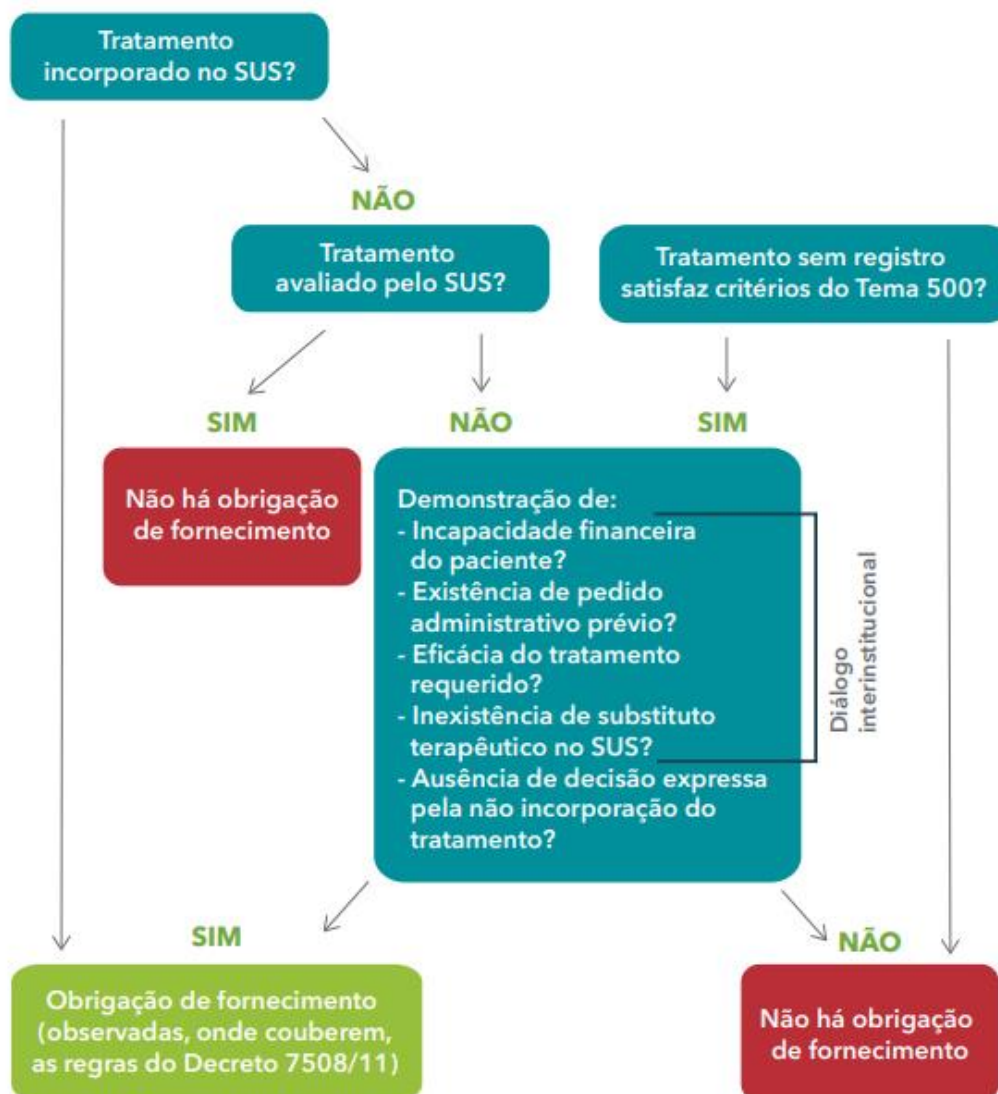 Tratamento
incorporado no SUS?
NÃO
Tratamento
avaliado pelo SUS?
Tratamento sem registro
satisfaz critérios do Tema 500?
SIM
NÃO
SIM
Não há obrigação
de fornecimento
Demonstração de:
- Incapacidade financeira
do paciente?
- Existência de pedido
administrativo prévio?
- Eficácia do tratamento
requerido?
- Inexistência de substituto
terapêutico no SUS?
- Ausência de decisão expressa
pela não incorporação do
tratamento?
Diálogo
interinstitucional
SIM
NÃO
Obrigação de fornecimento
(observadas, onde couberem,
as regras do Decreto 7508/11)
Não há obrigação
de fornecimento